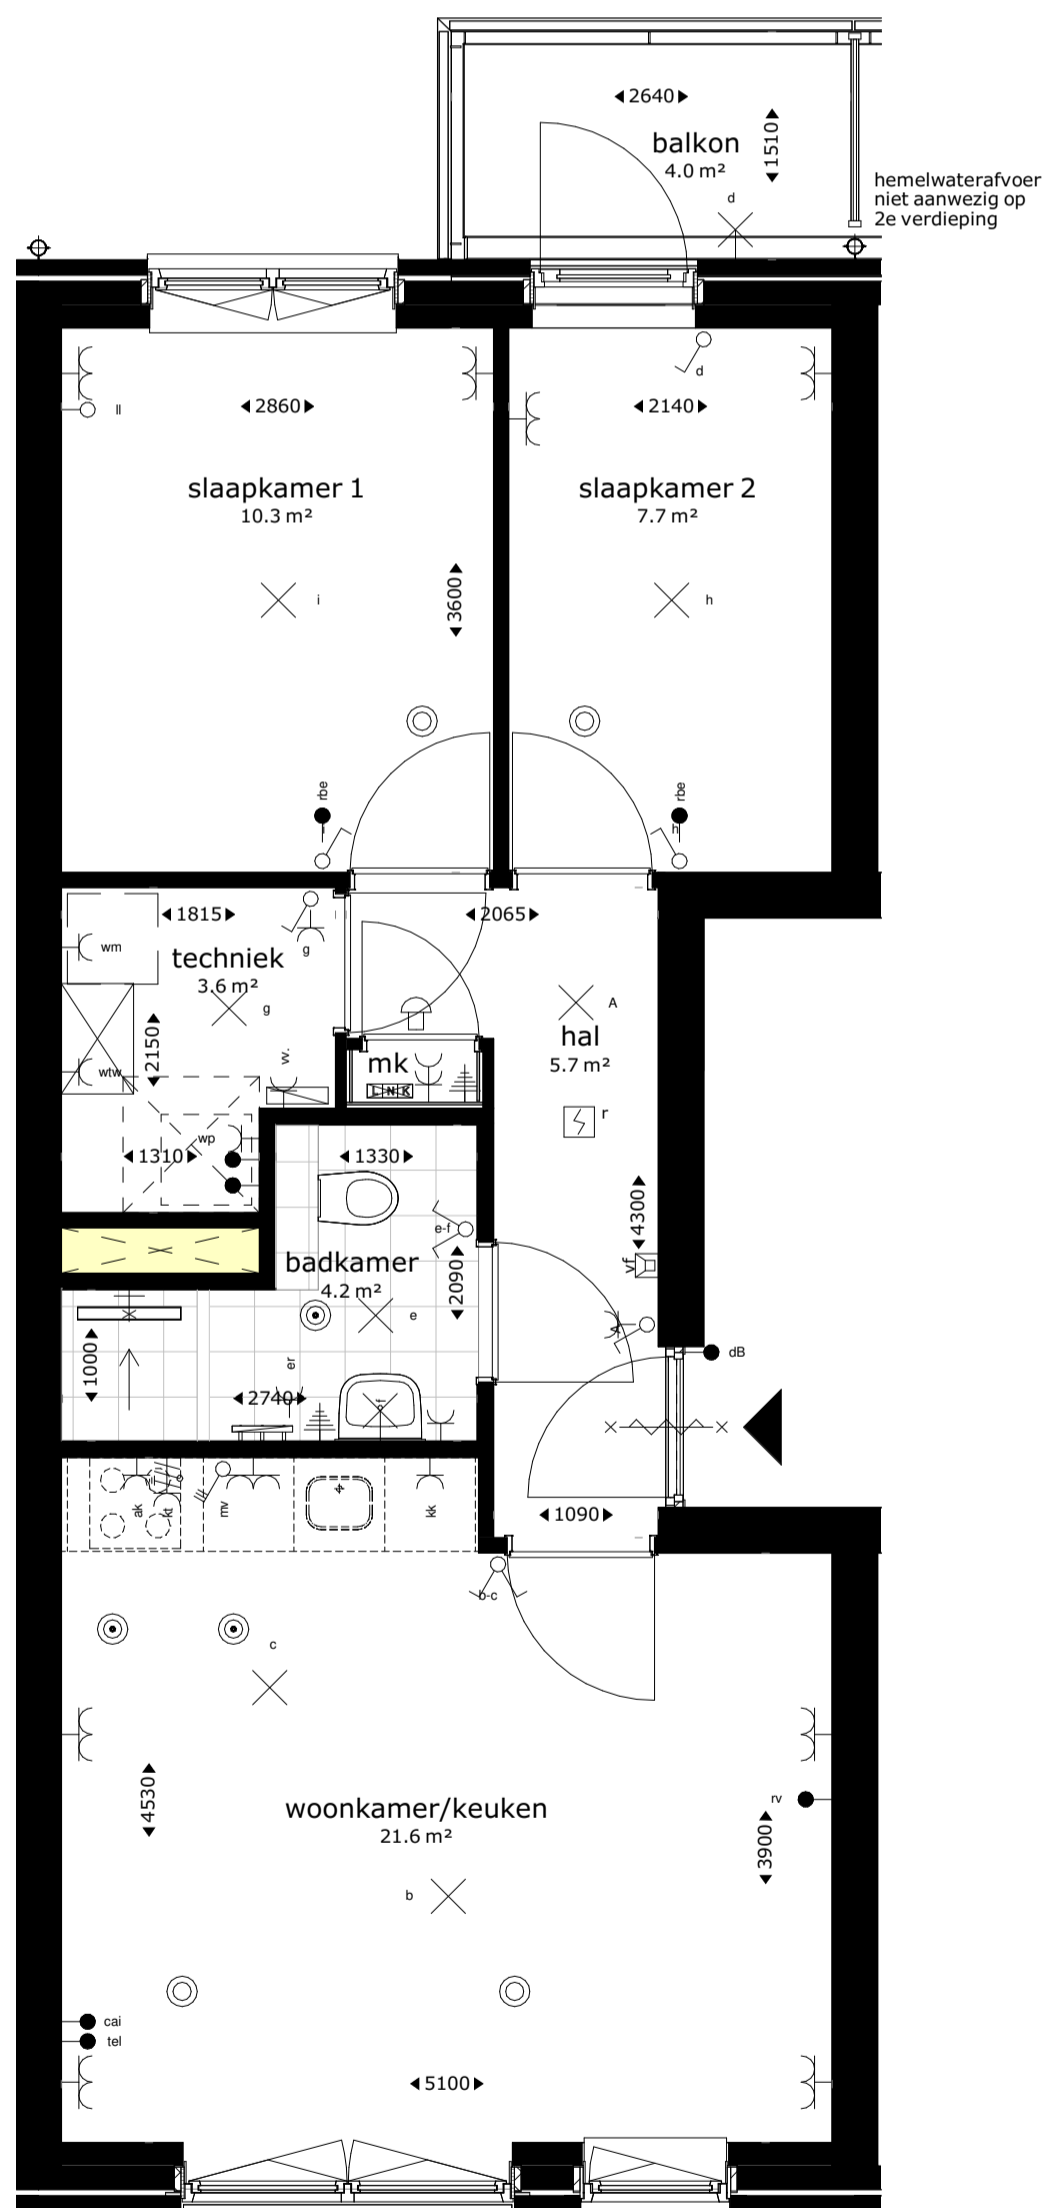 2640
balkon
4.0 m²
1510
d
hemelwaterafvoer
niet aanwezig op
2e verdieping
d
ll
2860
2140
slaapkamer 1
10.3 m²
slaapkamer 2
7.7 m²
3600
i
h
rbe
i
rbe
h
1815
2065
wm
g
techniek
3.6 m²
g
A
hal
5.7 m²
2150
wtw
w.
mk
L N K
r
wp
1310
1330
4300
e-f
badkamer
4.2 m²
2090
vf
e
A
1000
er
dB
2740
f
1090
ak
kt
mv
kk
b-c
c
4530
woonkamer/keuken
21.6 m²
rv
3900
b
cai
tel
5100